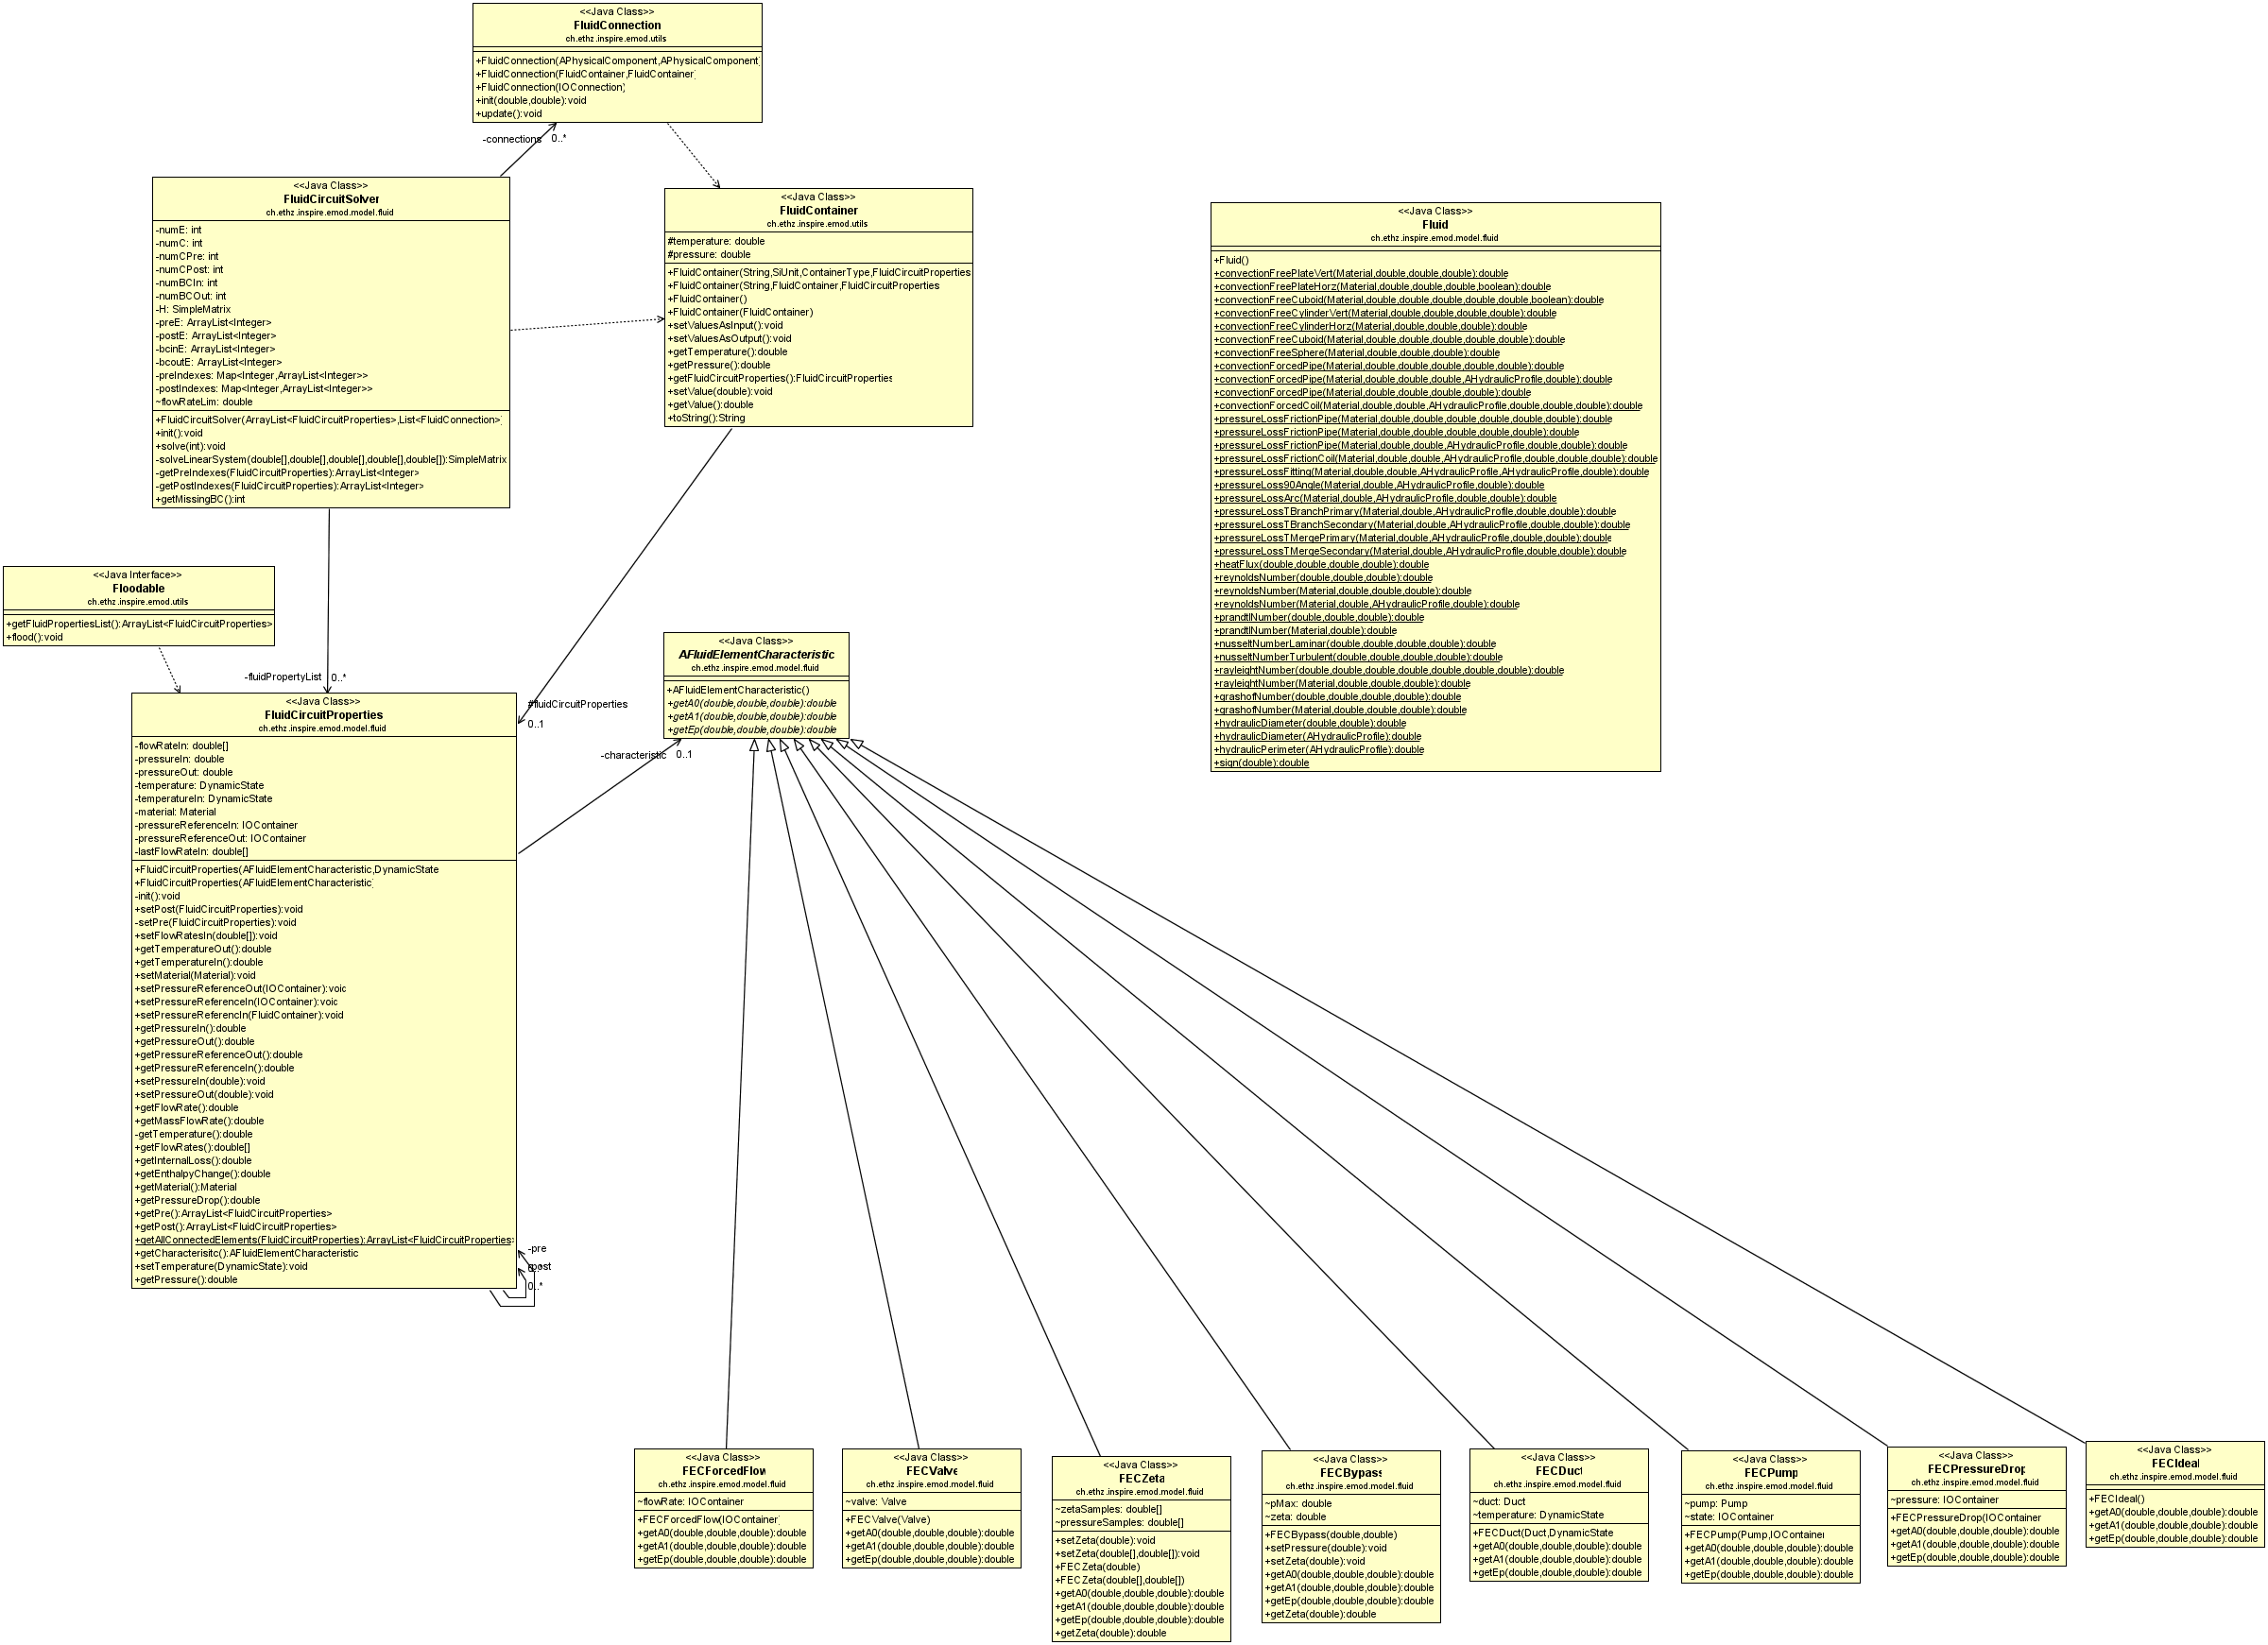 <<Java Class>>
FluidConnection
ch.ethz.inspire.emod.utils
+FluidConnection(APhysicalComponent,APhysicalComponent)
+FluidConnection(FluidContainer,FluidContainer)
+FluidConnection(IOConnection)
+init(double,double):void
+update():void
-connections
0..*
<<Java Class>>
FluidCircuitSolver
ch.ethz.inspire.emod.model.fluid
-numE: int
-numC: int
-numCPre: int
-numCPost: int
-numBCIn: int
-numBCOut: int
-H: SimpleMatrix
-preE: ArrayList<Integer>
-postE: ArrayList<Integer>
-bcinE: ArrayList<Integer>
-bcoutE: ArrayList<Integer>
-preIndexes: Map<Integer,ArrayList<Integer>>
-postIndexes: Map<Integer,ArrayList<Integer>>
~flowRateLim: double
+FluidCircuitSolver(ArrayList<FluidCircuitProperties>,List<FluidConnection>)
+init():void
+solve(int):void
-solveLinearSystem(double[],double[],double[],double[],double[]):SimpleMatrix
-getPreIndexes(FluidCircuitProperties):ArrayList<Integer>
-getPostIndexes(FluidCircuitProperties):ArrayList<Integer>
+getMissingBC():int
<<Java Class>>
FluidContainer
ch.ethz.inspire.emod.utils
#temperature: double
#pressure: double
+FluidContainer(String,SiUnit,ContainerType,FluidCircuitProperties
+FluidContainer(String,FluidContainer,FluidCircuitProperties
+FluidContainer()
+FluidContainer(FluidContainer)
+setValuesAsInput():void
+setValuesAsOutput():void
+getTemperature():double
+getPressure():double
+getFluidCircuitProperties():FluidCircuitProperties
+setValue(double):void
+getValue():double
+toString():String
<<Java Class>>
Fluid
ch.ethz.inspire.emod.model.fluid
+Fluid()
+convectionFreePlateVert(Material,double,double,double):double
+convectionFreePlateHorz(Material,double,double,double,boolean):double
+convectionFreeCuboid(Material,double,double,double,double,double,boolean):double
+convectionFreeCylinderVert(Material,double,double,double,double):double
+convectionFreeCylinderHorz(Material,double,double,double):double
+convectionFreeCuboid(Material,double,double,double,double,double):double
+convectionFreeSphere(Material,double,double,double):double
+convectionForcedPipe(Material,double,double,double,double,double):double
+convectionForcedPipe(Material,double,double,double,AHydraulicProfile,double):double
+convectionForcedPipe(Material,double,double,double,double):double
+convectionForcedCoil(Material,double,double,AHydraulicProfile,double,double,double):double
+pressureLossFrictionPipe(Material,double,double,double,double,double,double):double
+pressureLossFrictionPipe(Material,double,double,double,double,double):double
+pressureLossFrictionPipe(Material,double,double,AHydraulicProfile,double,double):double
+pressureLossFrictionCoil(Material,double,double,AHydraulicProfile,double,double,double):double
+pressureLossFitting(Material,double,double,AHydraulicProfile,AHydraulicProfile,double):double
+pressureLoss90Angle(Material,double,AHydraulicProfile,double):double
+pressureLossArc(Material,double,AHydraulicProfile,double,double):double
+pressureLossTBranchPrimary(Material,double,AHydraulicProfile,double,double):double
+pressureLossTBranchSecondary(Material,double,AHydraulicProfile,double,double):double
+pressureLossTMergePrimary(Material,double,AHydraulicProfile,double,double):double
+pressureLossTMergeSecondary(Material,double,AHydraulicProfile,double,double):double
+heatFlux(double,double,double,double):double
+reynoldsNumber(double,double,double):double
+reynoldsNumber(Material,double,double,double):double
+reynoldsNumber(Material,double,AHydraulicProfile,double):double
+prandtlNumber(double,double,double):double
+prandtlNumber(Material,double):double
+nusseltNumberLaminar(double,double,double,double,double):double
+nusseltNumberTurbulent(double,double,double,double):double
+rayleightNumber(double,double,double,double,double,double,double):double
+rayleightNumber(Material,double,double,double):double
+grashofNumber(double,double,double,double):double
+grashofNumber(Material,double,double,double):double
+hydraulicDiameter(double,double):double
+hydraulicDiameter(AHydraulicProfile):double
+hydraulicPerimeter(AHydraulicProfile):double
+sign(double):double
<<Java Interface>>
Floodable
ch.ethz.inspire.emod.utils
+getFluidPropertiesList():ArrayList<FluidCircuitProperties>
+flood():void
-fluidPropertyList
0..*
<<Java Class>>
AFluidElementCharacteristic
ch.ethz.inspire.emod.model.fluid
+AFluidElementCharacteristic()
+getA0(double,double,double):double
+getA1(double,double,double):double
+getEp(double,double,double):double
#fluidCircuitProperties
0..1
-characteristic
0..1
<<Java Class>>
FluidCircuitProperties
ch.ethz.inspire.emod.model.fluid
-flowRateIn: double[]
-pressureIn: double
-pressureOut: double
-temperature: DynamicState
-temperatureIn: DynamicState
-material: Material
-pressureReferenceIn: IOContainer
-pressureReferenceOut: IOContainer
-lastFlowRateIn: double[]
+FluidCircuitProperties(AFluidElementCharacteristic,DynamicState
+FluidCircuitProperties(AFluidElementCharacteristic)
-init():void
+setPost(FluidCircuitProperties):void
-setPre(FluidCircuitProperties):void
+setFlowRatesIn(double[]):void
+getTemperatureOut():double
+getTemperatureIn():double
+setMaterial(Material):void
+setPressureReferenceOut(IOContainer):voic
+setPressureReferenceIn(IOContainer):voic
+setPressureReferencIn(FluidContainer):void
+getPressureIn():double
+getPressureOut():double
+getPressureReferenceOut():double
+getPressureReferenceIn():double
+setPressureIn(double):void
+setPressureOut(double):void
+getFlowRate():double
+getMassFlowRate():double
-getTemperature():double
+getFlowRates():double[]
+getInternalLoss():double
+getEnthalpyChange():double
+getMaterial():Material
+getPressureDrop():double
+getPre():ArrayList<FluidCircuitProperties>
+getPost():ArrayList<FluidCircuitProperties>
+getAllConnectedElements(FluidCircuitProperties):ArrayList<FluidCircuitProperties>
+getCharacterisitc():AFluidElementCharacteristic
+setTemperature(DynamicState):void
+getPressure():double
-pre
-post
0..*
<<Java Class>>
FECForcedFlow
ch.ethz.inspire.emod.model.fluid
~flowRate: IOContainer
+FECForcedFlow(IOContainer)
+getA0(double,double,double):double
+getA1(double,double,double):double
+getEp(double,double,double):double
<<Java Class>>
FECValve
ch.ethz.inspire.emod.model.fluid
~valve: Valve
+FECValve(Valve)
+getA0(double,double,double):double
+getA1(double,double,double):double
+getEp(double,double,double):double
<<Java Class>>
FECZeta
ch.ethz.inspire.emod.model.fluid
~zetaSamples: double[]
~pressureSamples: double[]
+setZeta(double):void
+setZeta(double[],double[]):void
+FECZeta(double)
+FECZeta(double[],double[])
+getA0(double,double,double):double
+getA1(double,double,double):double
+getEp(double,double,double):double
+getZeta(double):double
<<Java Class>>
FECBypass
ch.ethz.inspire.emod.model.fluid
~pMax: double
~zeta: double
+FECBypass(double,double)
+setPressure(double):void
+setZeta(double):void
+getA0(double,double,double):double
+getA1(double,double,double):double
+getEp(double,double,double):double
+getZeta(double):double
<<Java Class>>
FECDuct
ch.ethz.inspire.emod.model.fluid
~duct: Duct
~temperature: DynamicState
+FECDuct(Duct,DynamicState
+getA0(double,double,double):double
+getA1(double,double,double):double
+getEp(double,double,double):double
<<Java Class>>
FECPump
ch.ethz.inspire.emod.model.fluid
~pump: Pump
~state: IOContainer
+FECPump(Pump,IOContainer
+getA0(double,double,double):double
+getA1(double,double,double):double
+getEp(double,double,double):double
<<Java Class>>
FECPressureDrop
ch.ethz.inspire.emod.model.fluid
~pressure: IOContainer
+FECPressureDrop(IOContainer
+getA0(double,double,double):double
+getA1(double,double,double):double
+getEp(double,double,double):double
<<Java Class>>
FECIdeal
ch.ethz.inspire.emod.model.fluid
+FECIdeal()
+getA0(double,double,double):double
+getA1(double,double,double):double
+getEp(double,double,double):double